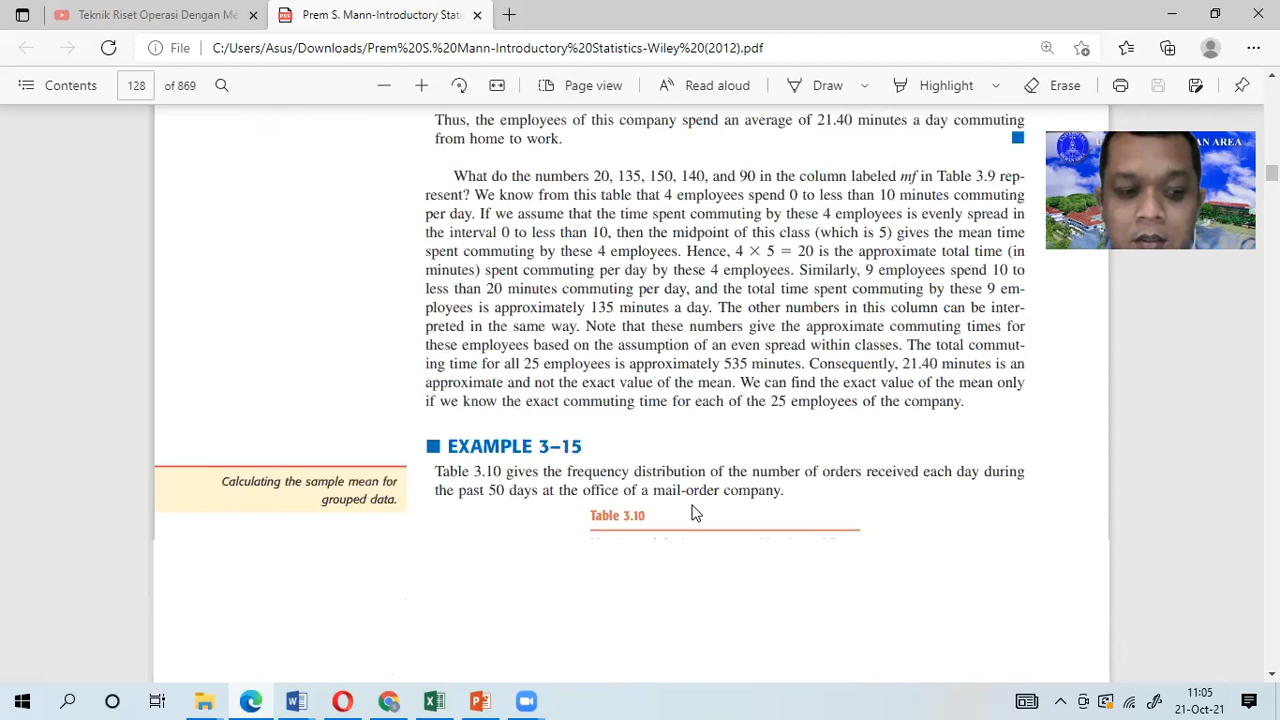 Teknik Riset Operasi Dengan Me
Prem S. Mann-Introductory Stat
File
C:/Users/Asus/Downloads/Prem%20S.%20Mann-Introductory%20Statistics-Wiley%20(2012).pdf
Contents
128
of 869
Page view
Read aloud
Draw
Highlight
Erase
Thus, the employees of this company spend an average of 21.40 minutes a day commuting
from home to work.
AN AREA
What do the numbers 20, 135, 150, 140, and 90 in the column labeled mf in Table 3.9 rep-
resent? We know from this table that 4 employees spend 0 to less than 10 minutes commuting
per day. If we assume that the time spent commuting by these 4 employees is evenly spread in
the interval 0 to less than 10, then the midpoint of this class (which is 5) gives the mean time
spent commuting by these 4 employees. Hence, 4 × 5 = 20 is the approximate total time (in
minutes) spent commuting per day by these 4 employees. Similarly, 9 employees spend 10 to
less than 20 minutes commuting per day, and the total time spent commuting by these 9 em-
ployees is approximately 135 minutes a day. The other numbers in this column can be inter-
preted in the same way. Note that these numbers give the approximate commuting times for
these employees based on the assumption of an even spread within classes. The total commut-
ing time for all 25 employees is approximately 535 minutes. Consequently, 21.40 minutes is an
approximate and not the exact value of the mean. We can find the exact value of the mean only
if we know the exact commuting time for each of the 25 employees of the company.
EXAMPLE 3–15
Table 3.10 gives the frequency distribution of the number of orders received each day during
the past 50 days at the office of a mail-order company.
Calculating the sample mean for
grouped data.
Table 3.10
11:05
21-Oct-21